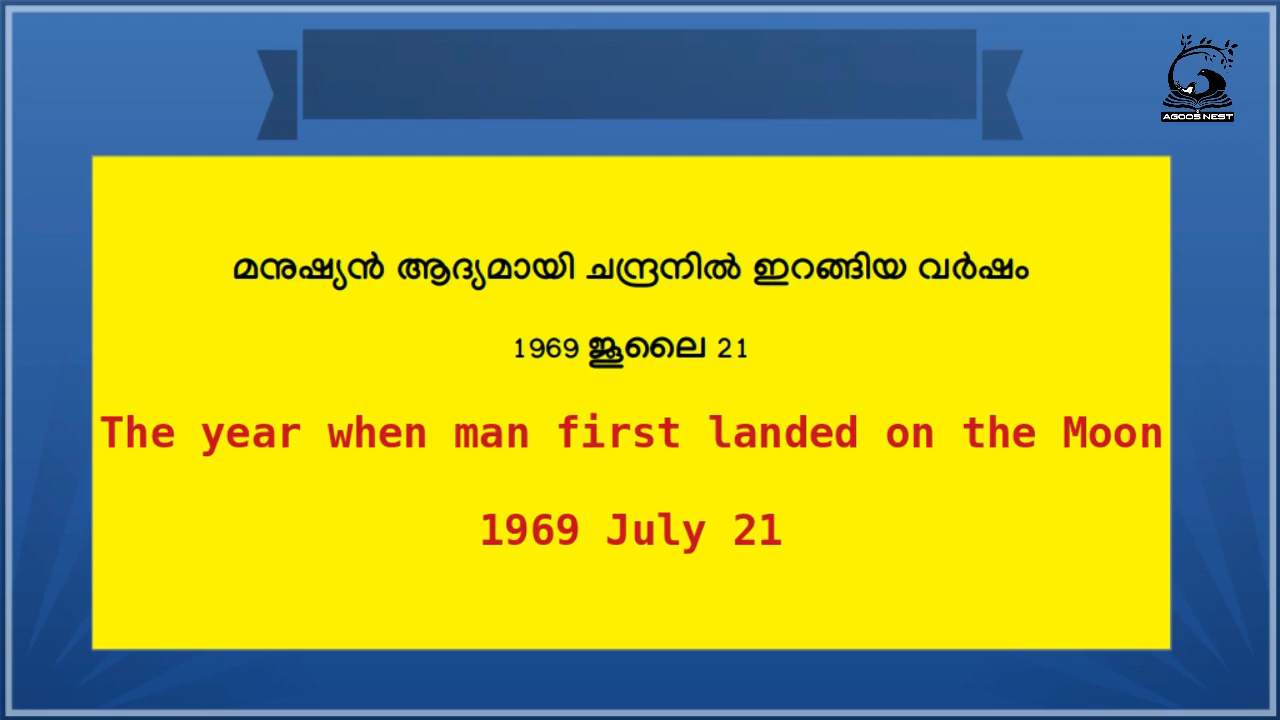 AGOOS NEST
മനുഷ്യൻ ആദ്യമായി ചന്ദ്രനിൽ ഇറങ്ങിയ വർഷം
1969 ജൂലൈ 21
The year when man first landed on the Moon
1969 July 21